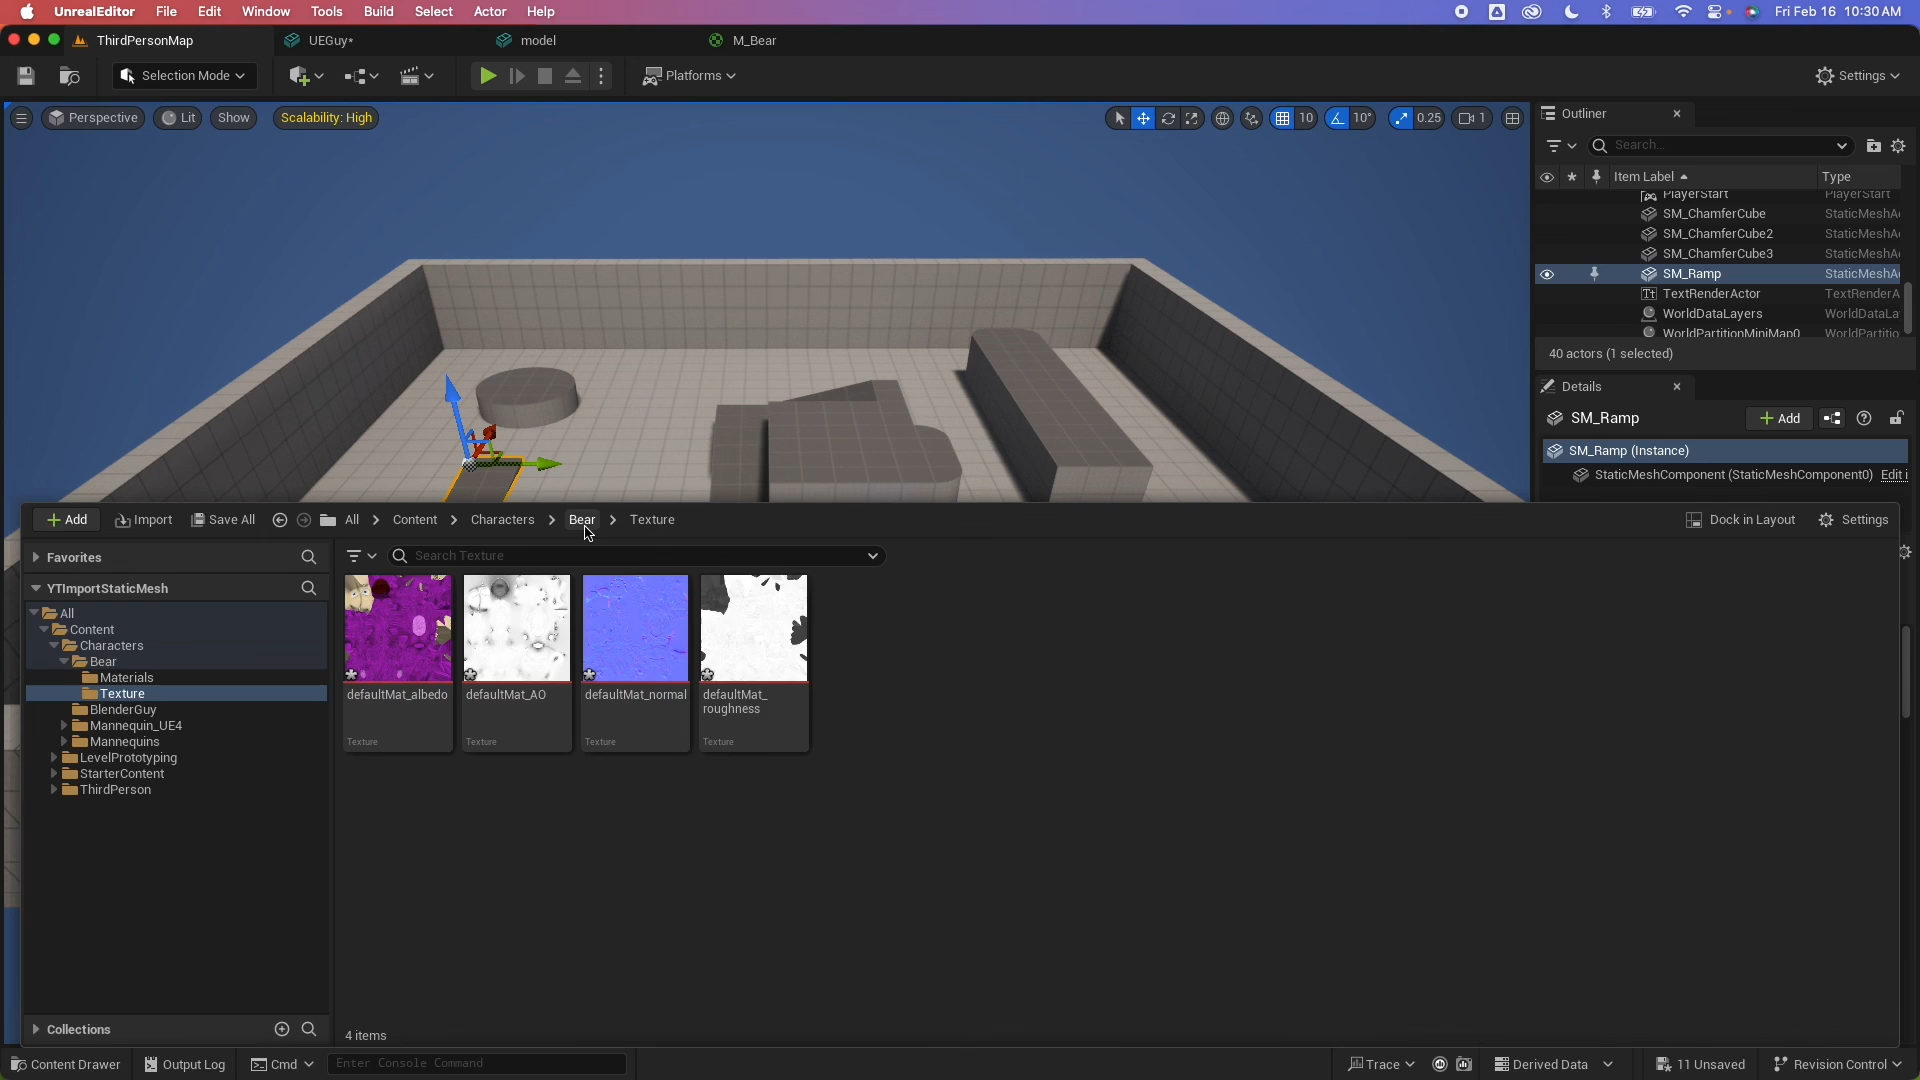 UnrealEditor File Edit Window Tools Build Select Actor Help Fri Feb 16 10:30 AM
ThirdPersonMap UEGuy* model M_Bear
Selection Mode Platforms Settings
Perspective Lit Show Scalability: High 10 10° 0.25 1
Outliner
Search...
Item Label Type
PlayerStart PlayerStart
SM_ChamferCube StaticMeshA
SM_ChamferCube2 StaticMeshA
SM_ChamferCube3 StaticMeshA
SM_Ramp StaticMeshA
TextRenderActor TextRenderA
WorldDataLayers WorldDataLa
WorldPartitionMiniMap0 WorldPartitio
40 actors (1 selected)
Details
SM_Ramp Add
SM_Ramp (Instance)
StaticMeshComponent (StaticMeshComponent0) Edit i
Add Import Save All All Content Characters Bear Texture Dock in Layout Settings
Favorites
Search Texture
YTImportStaticMesh
All
Content
Characters
Bear
Materials
Texture
BlenderGuy
Mannequin_UE4
Mannequins
LevelPrototyping
StarterContent
ThirdPerson
defaultMat_albedo
Texture
defaultMat_AO
Texture
defaultMat_normal
Texture
defaultMat_
roughness
Texture
Collections
4 items
Content Drawer Output Log Cmd Enter Console Command Trace Derived Data 11 Unsaved Revision Control